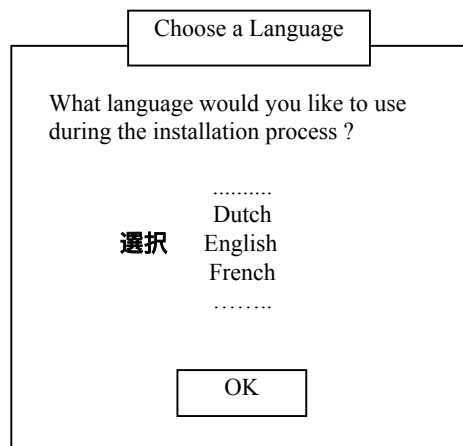 Choose a Language
What language would you like to use
during the installation process ?
..........
Dutch
選択 English
French
........
OK